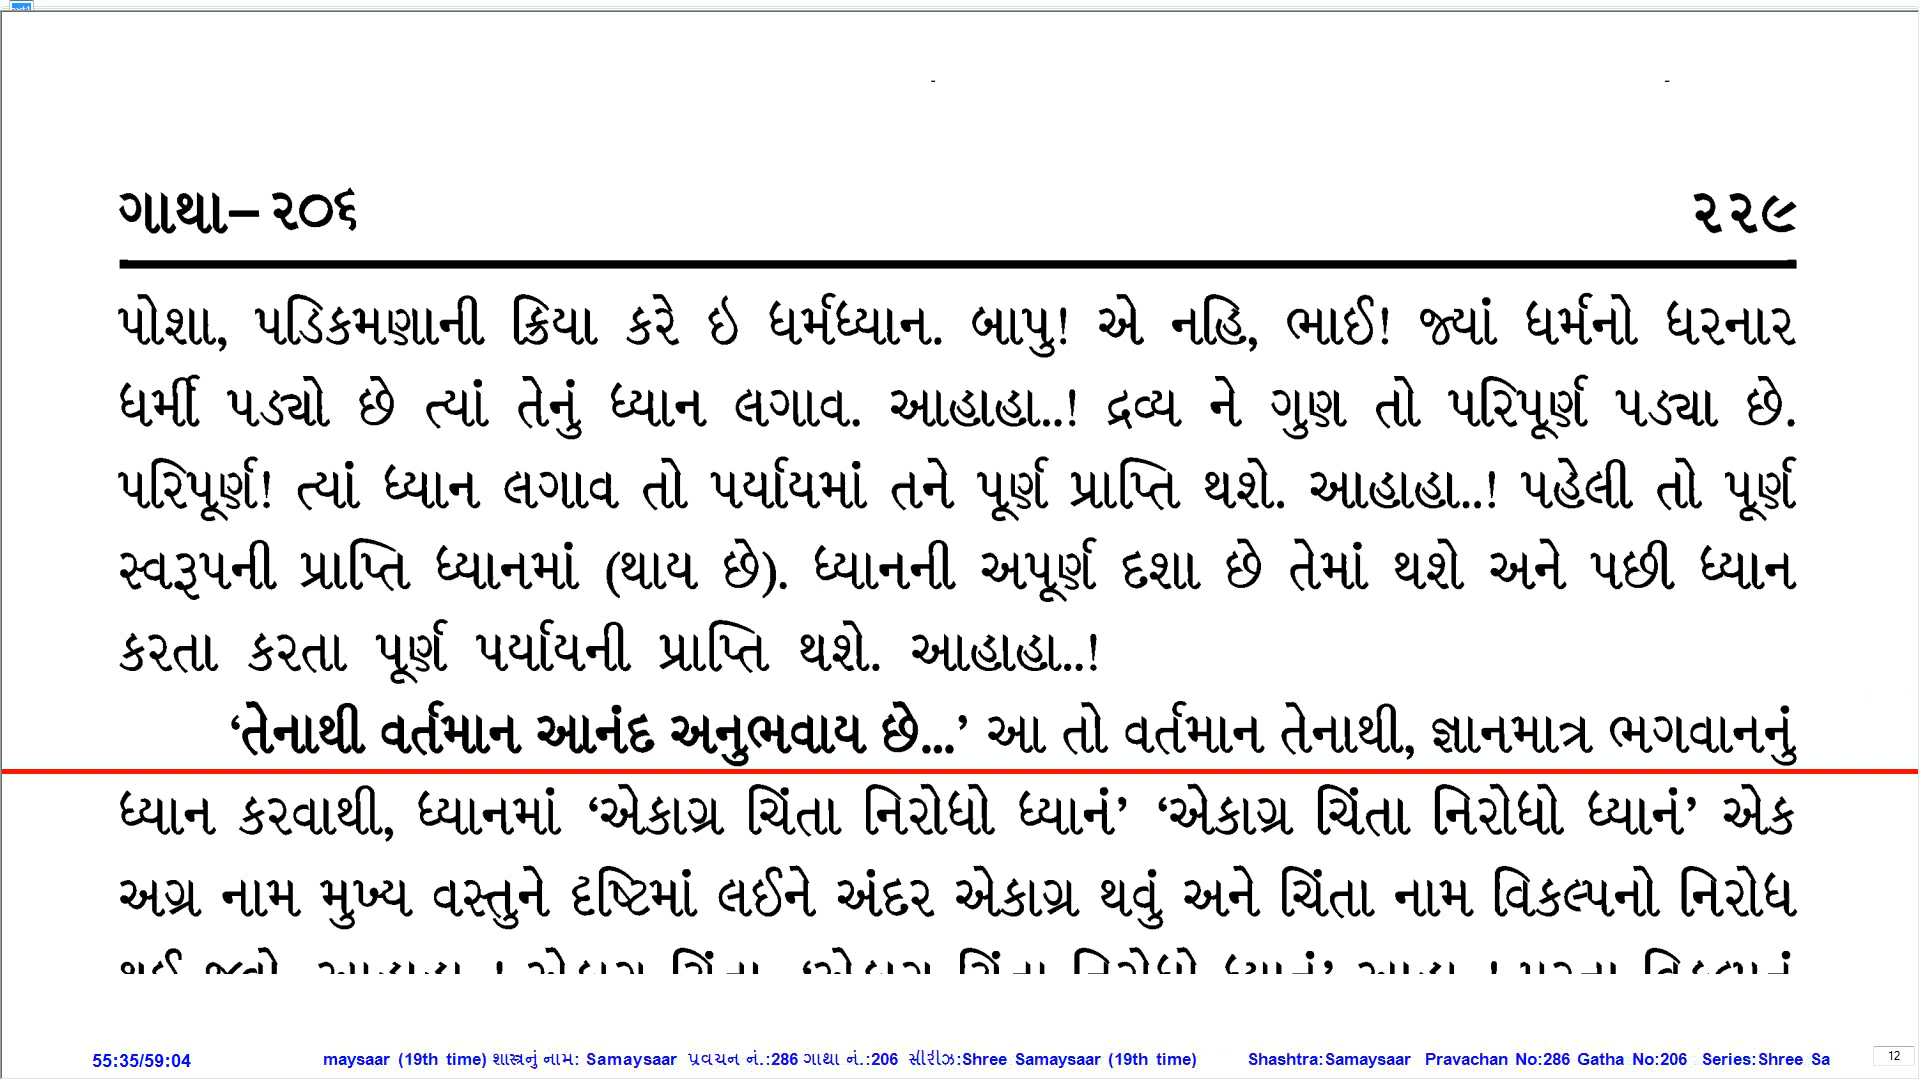 ગાથા– ૨૦૬ ૨૨૯
પોશા, પડિકમણાની ક્રિયા કરે ઇ ધર્મધ્યાન. બાપુ! એ નહિ, ભાઈ! જ્યાં ધર્મનો ધરનાર
ધર્મી પડ્યો છે ત્યાં તેનું ધ્યાન લગાવ. આહાહા..! દ્રવ્ય ને ગુણ તો પરિપૂર્ણ પડ્યા છે.
પરિપૂર્ણ! ત્યાં ધ્યાન લગાવ તો પર્યાયમાં તને પૂર્ણ પ્રાપ્તિ થશે. આહાહા..! પહેલી તો પૂર્ણ
સ્વરૂપની પ્રાપ્તિ ધ્યાનમાં (થાય છે). ધ્યાનની અપૂર્ણ દશા છે તેમાં થશે અને પછી ધ્યાન
કરતા કરતા પૂર્ણ પર્યાયની પ્રાપ્તિ થશે. આહાહા..!
‘તેનાથી વર્તમાન આનંદ અનુભવાય છે...’ આ તો વર્તમાન તેનાથી, જ્ઞાનમાત્ર ભગવાનનું
ધ્યાન કરવાથી, ધ્યાનમાં ‘એકાગ્ર ચિંતા નિરોધો ધ્યાનં’ ‘એકાગ્ર ચિંતા નિરોધો ધ્યાનં’ એક
અગ્ર નામ મુખ્ય વસ્તુને દૃષ્ટિમાં લઈને અંદર એકાગ્ર થવું અને ચિંતા નામ વિકલ્પનો નિરોધ
55:35/59:04 maysaar (19th time) શાસ્ત્રનું નામ: Samaysaar પ્રવચન નં.:286 ગાથા નં.:206 સીરીઝ:Shree Samaysaar (19th time) Shashtra:Samaysaar Pravachan No:286 Gatha No:206 Series:Shree Sa 12